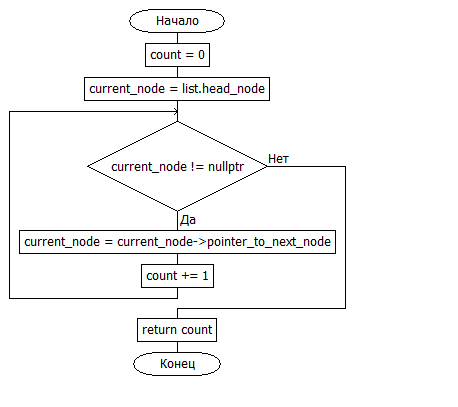 Начало
count = 0
current_node = list.head_node
current_node != nullptr
Нет
Да
current_node = current_node->pointer_to_next_node
count += 1
return count
Конец